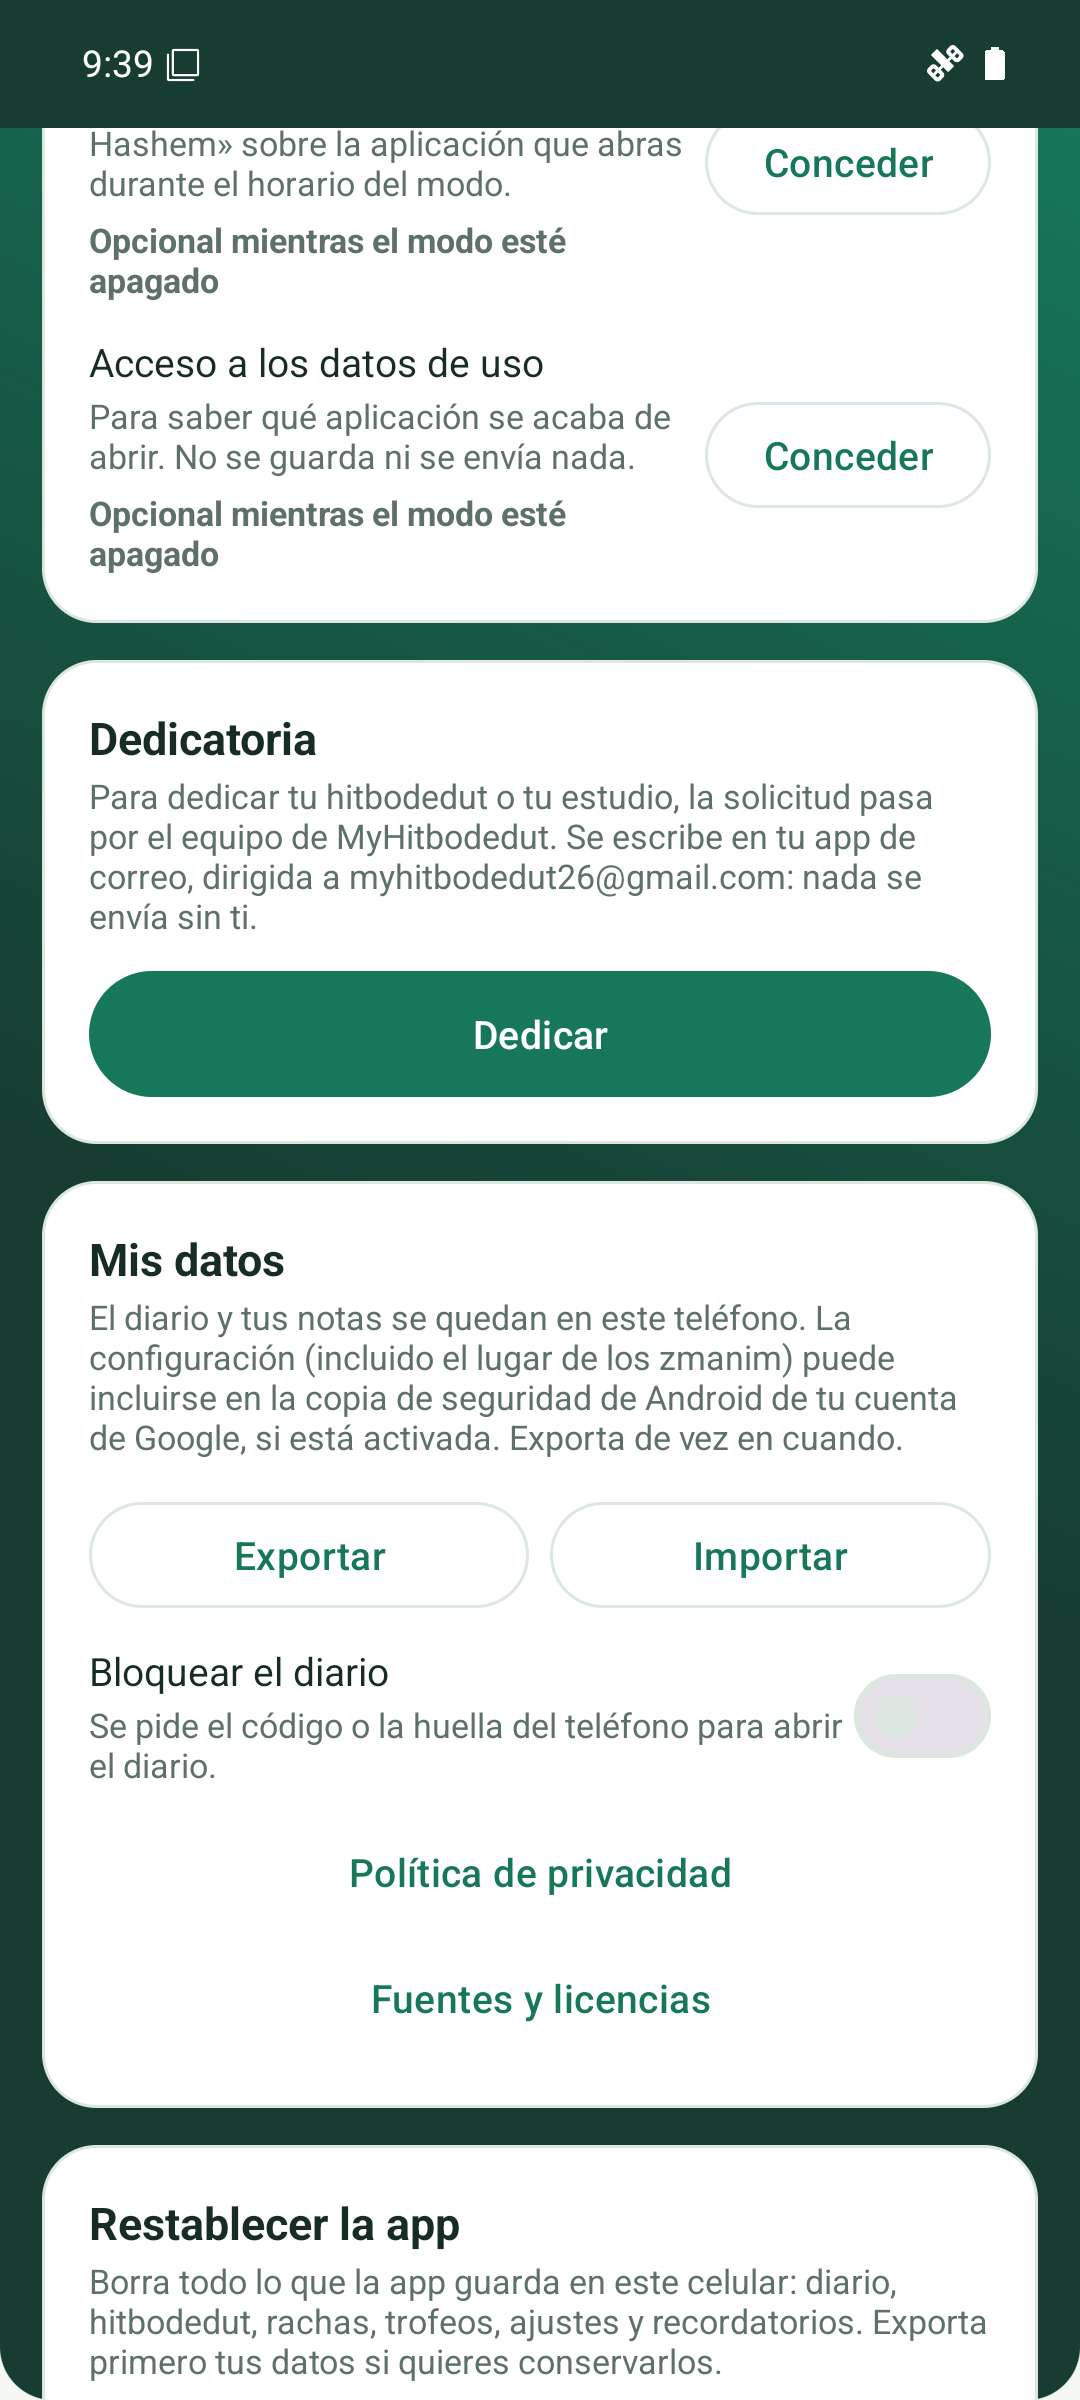 9:39
Hashem» sobre la aplicación que abras
durante el horario del modo.
Conceder
Opcional mientras el modo esté
apagado
Acceso a los datos de uso
Para saber qué aplicación se acaba de
abrir. No se guarda ni se envía nada.
Conceder
Opcional mientras el modo esté
apagado
Dedicatoria
Para dedicar tu hitbodedut o tu estudio, la solicitud pasa
por el equipo de MyHitbodedut. Se escribe en tu app de
correo, dirigida a myhitbodedut26@gmail.com: nada se
envía sin ti.
Dedicar
Mis datos
El diario y tus notas se quedan en este teléfono. La
configuración (incluido el lugar de los zmanim) puede
incluirse en la copia de seguridad de Android de tu cuenta
de Google, si está activada. Exporta de vez en cuando.
Exportar
Importar
Bloquear el diario
Se pide el código o la huella del teléfono para abrir
el diario.
Política de privacidad
Fuentes y licencias
Restablecer la app
Borra todo lo que la app guarda en este celular: diario,
hitbodedut, rachas, trofeos, ajustes y recordatorios. Exporta
primero tus datos si quieres conservarlos.